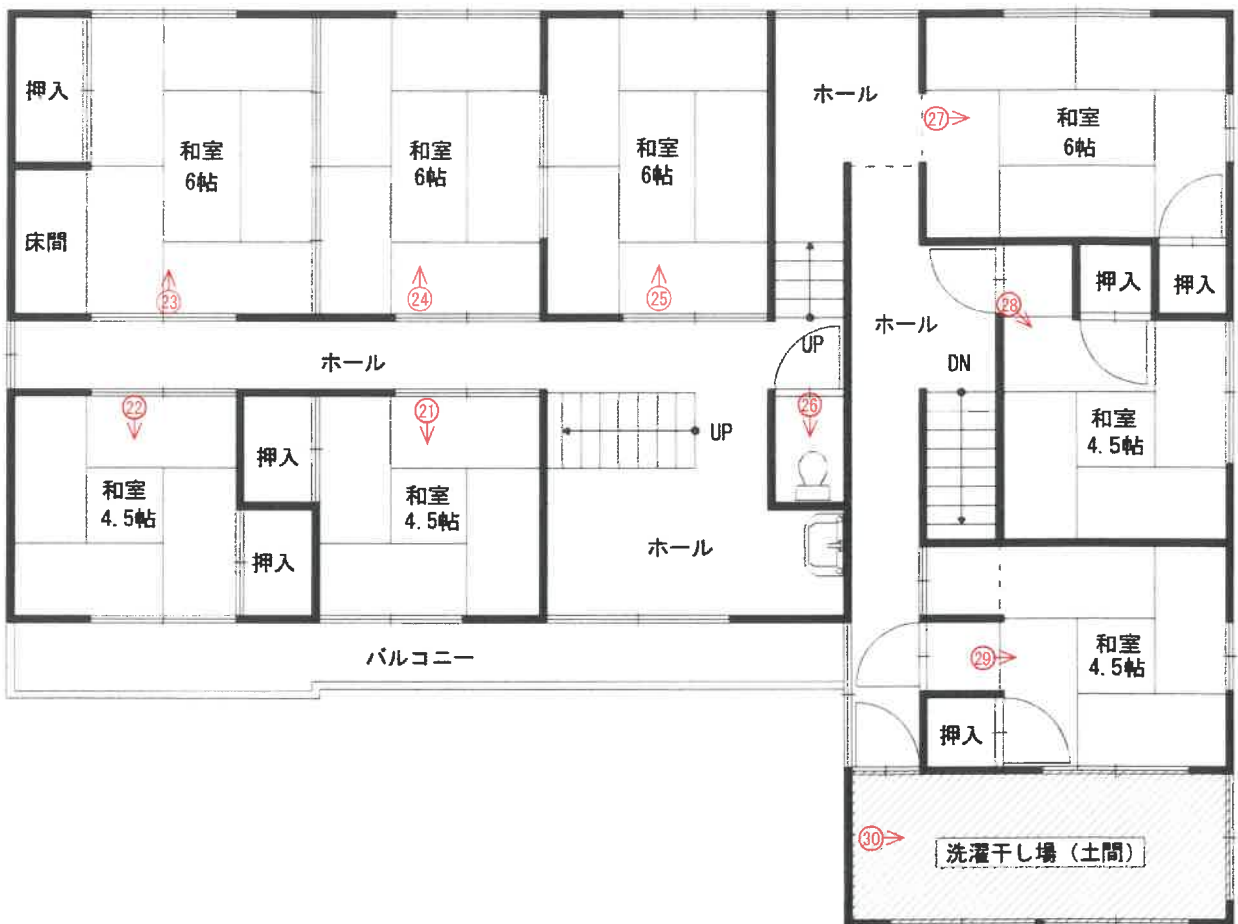 押入
和室
6帖
和室
6帖
和室
6帖
ホール
㉗
和室
6帖
床間
㉓
㉔
㉕
押入
押入
㉘
ホール
UP
ホール
DN
㉒
㉑
㉖
UP
和室
4.5帖
押入
和室
4.5帖
和室
4.5帖
押入
ホール
バルコニー
㉙
和室
4.5帖
押入
㉚
洗濯干し場(土間)